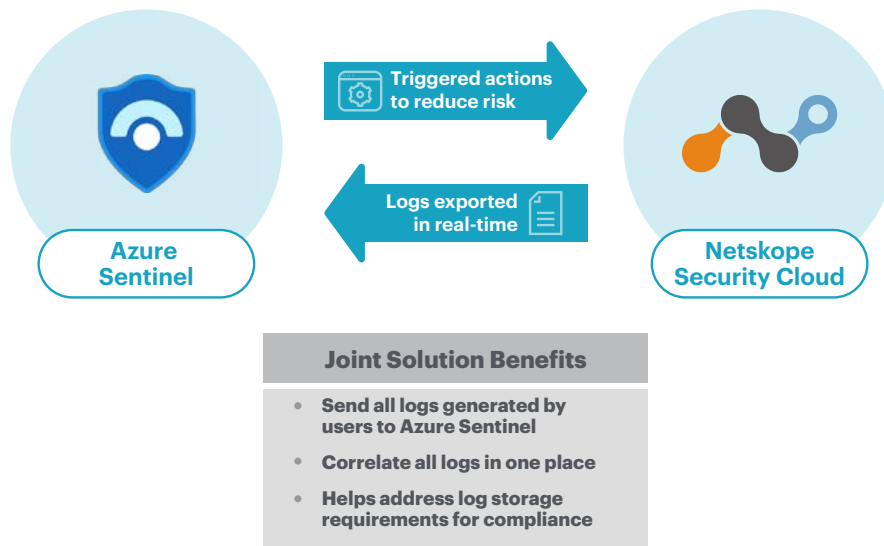 Triggered actions
to reduce risk
Logs exported
in real-time
Azure
Sentinel
Netskope
Security Cloud
Joint Solution Benefits
• Send all logs generated by
users to Azure Sentinel
• Correlate all logs in one place
• Helps address log storage
requirements for compliance